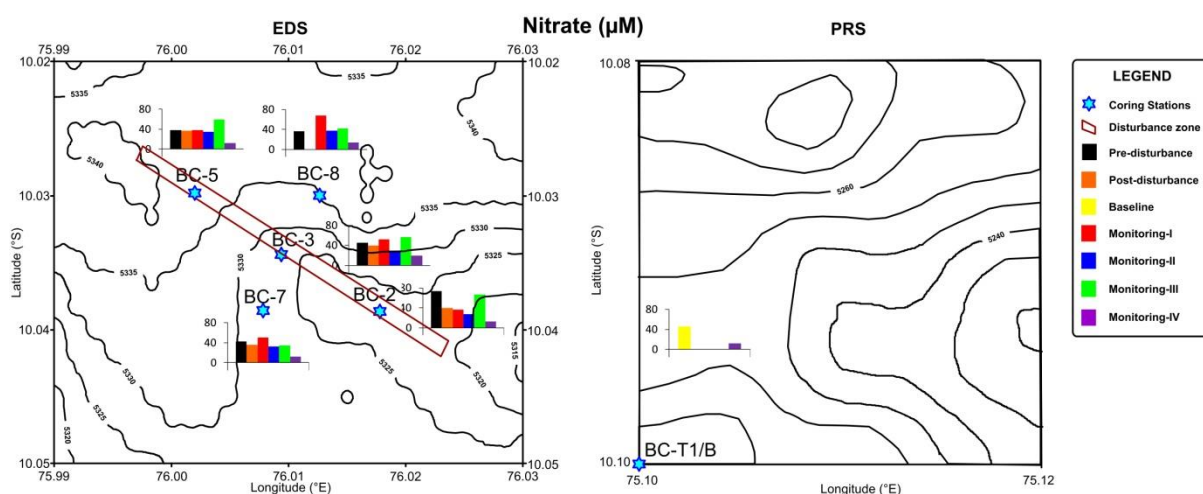 Nitrate (µM)
EDS
PRS
75.99 76.00 76.01 76.02 76.03
10.02
10.03
10.04
10.05
10.02
10.03
10.04
10.05
Latitude (°S)
5335
5335
5340
80
40
0
80
40
0
5340
BC-5
BC-8
5335
5330
5325
BC-3
80
40
0
5335
5330
BC-7
BC-2
0
80
40
0
5315
5320
5330
5325
5320
75.99 76.00 76.01 76.02 76.03
Longitude (°E)
10.08
10.10
Latitude (°S)
5260
5240
80
40
0
BC-T1/B
75.10
75.12
Longitude (°E)
LEGEND
Coring Stations
Disturbance zone
Pre-disturbance
Post-disturbance
Baseline
Monitoring-I
Monitoring-II
Monitoring-III
Monitoring-IV